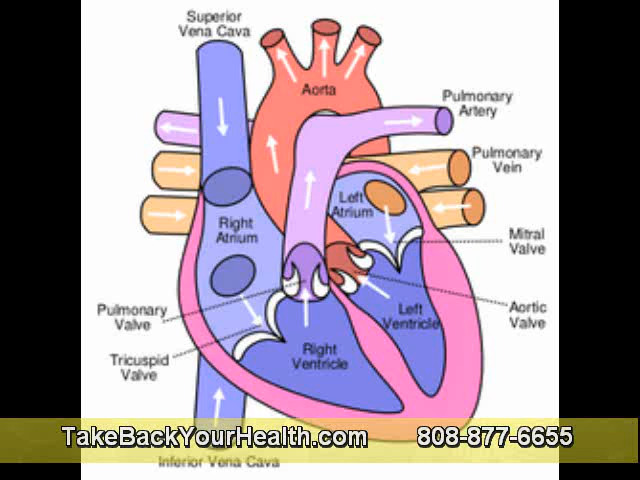 Superior
Vena Cava
Aorta
Pulmonary
Artery
Pulmonary
Vein
Left
Atrium
Right
Atrium
Mitral
Valve
Pulmonary
Valve
Left
Ventricle
Aortic
Valve
Tricuspid
Valve
Right
Ventricle
TakeBackYourHealth.com 808-877-6655
Inferior Vena Cava